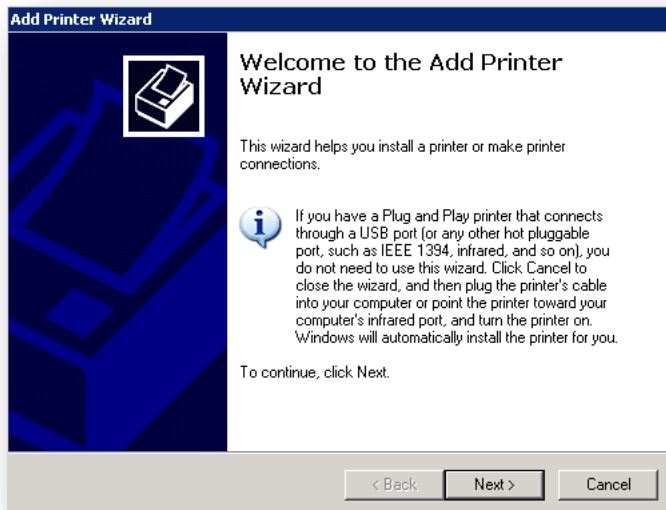 Add Printer Wizard
Welcome to the Add Printer
Wizard
This wizard helps you install a printer or make printer
connections.
If you have a Plug and Play printer that connects
through a USB port (or any other hot pluggable
port, such as IEEE 1394, infrared, and so on), you
do not need to use this wizard. Click Cancel to
close the wizard, and then plug the printer's cable
into your computer or point the printer toward your
computer's infrared port, and turn the printer on.
Windows will automatically install the printer for you.
To continue, click Next.
< Back
Next >
Cancel